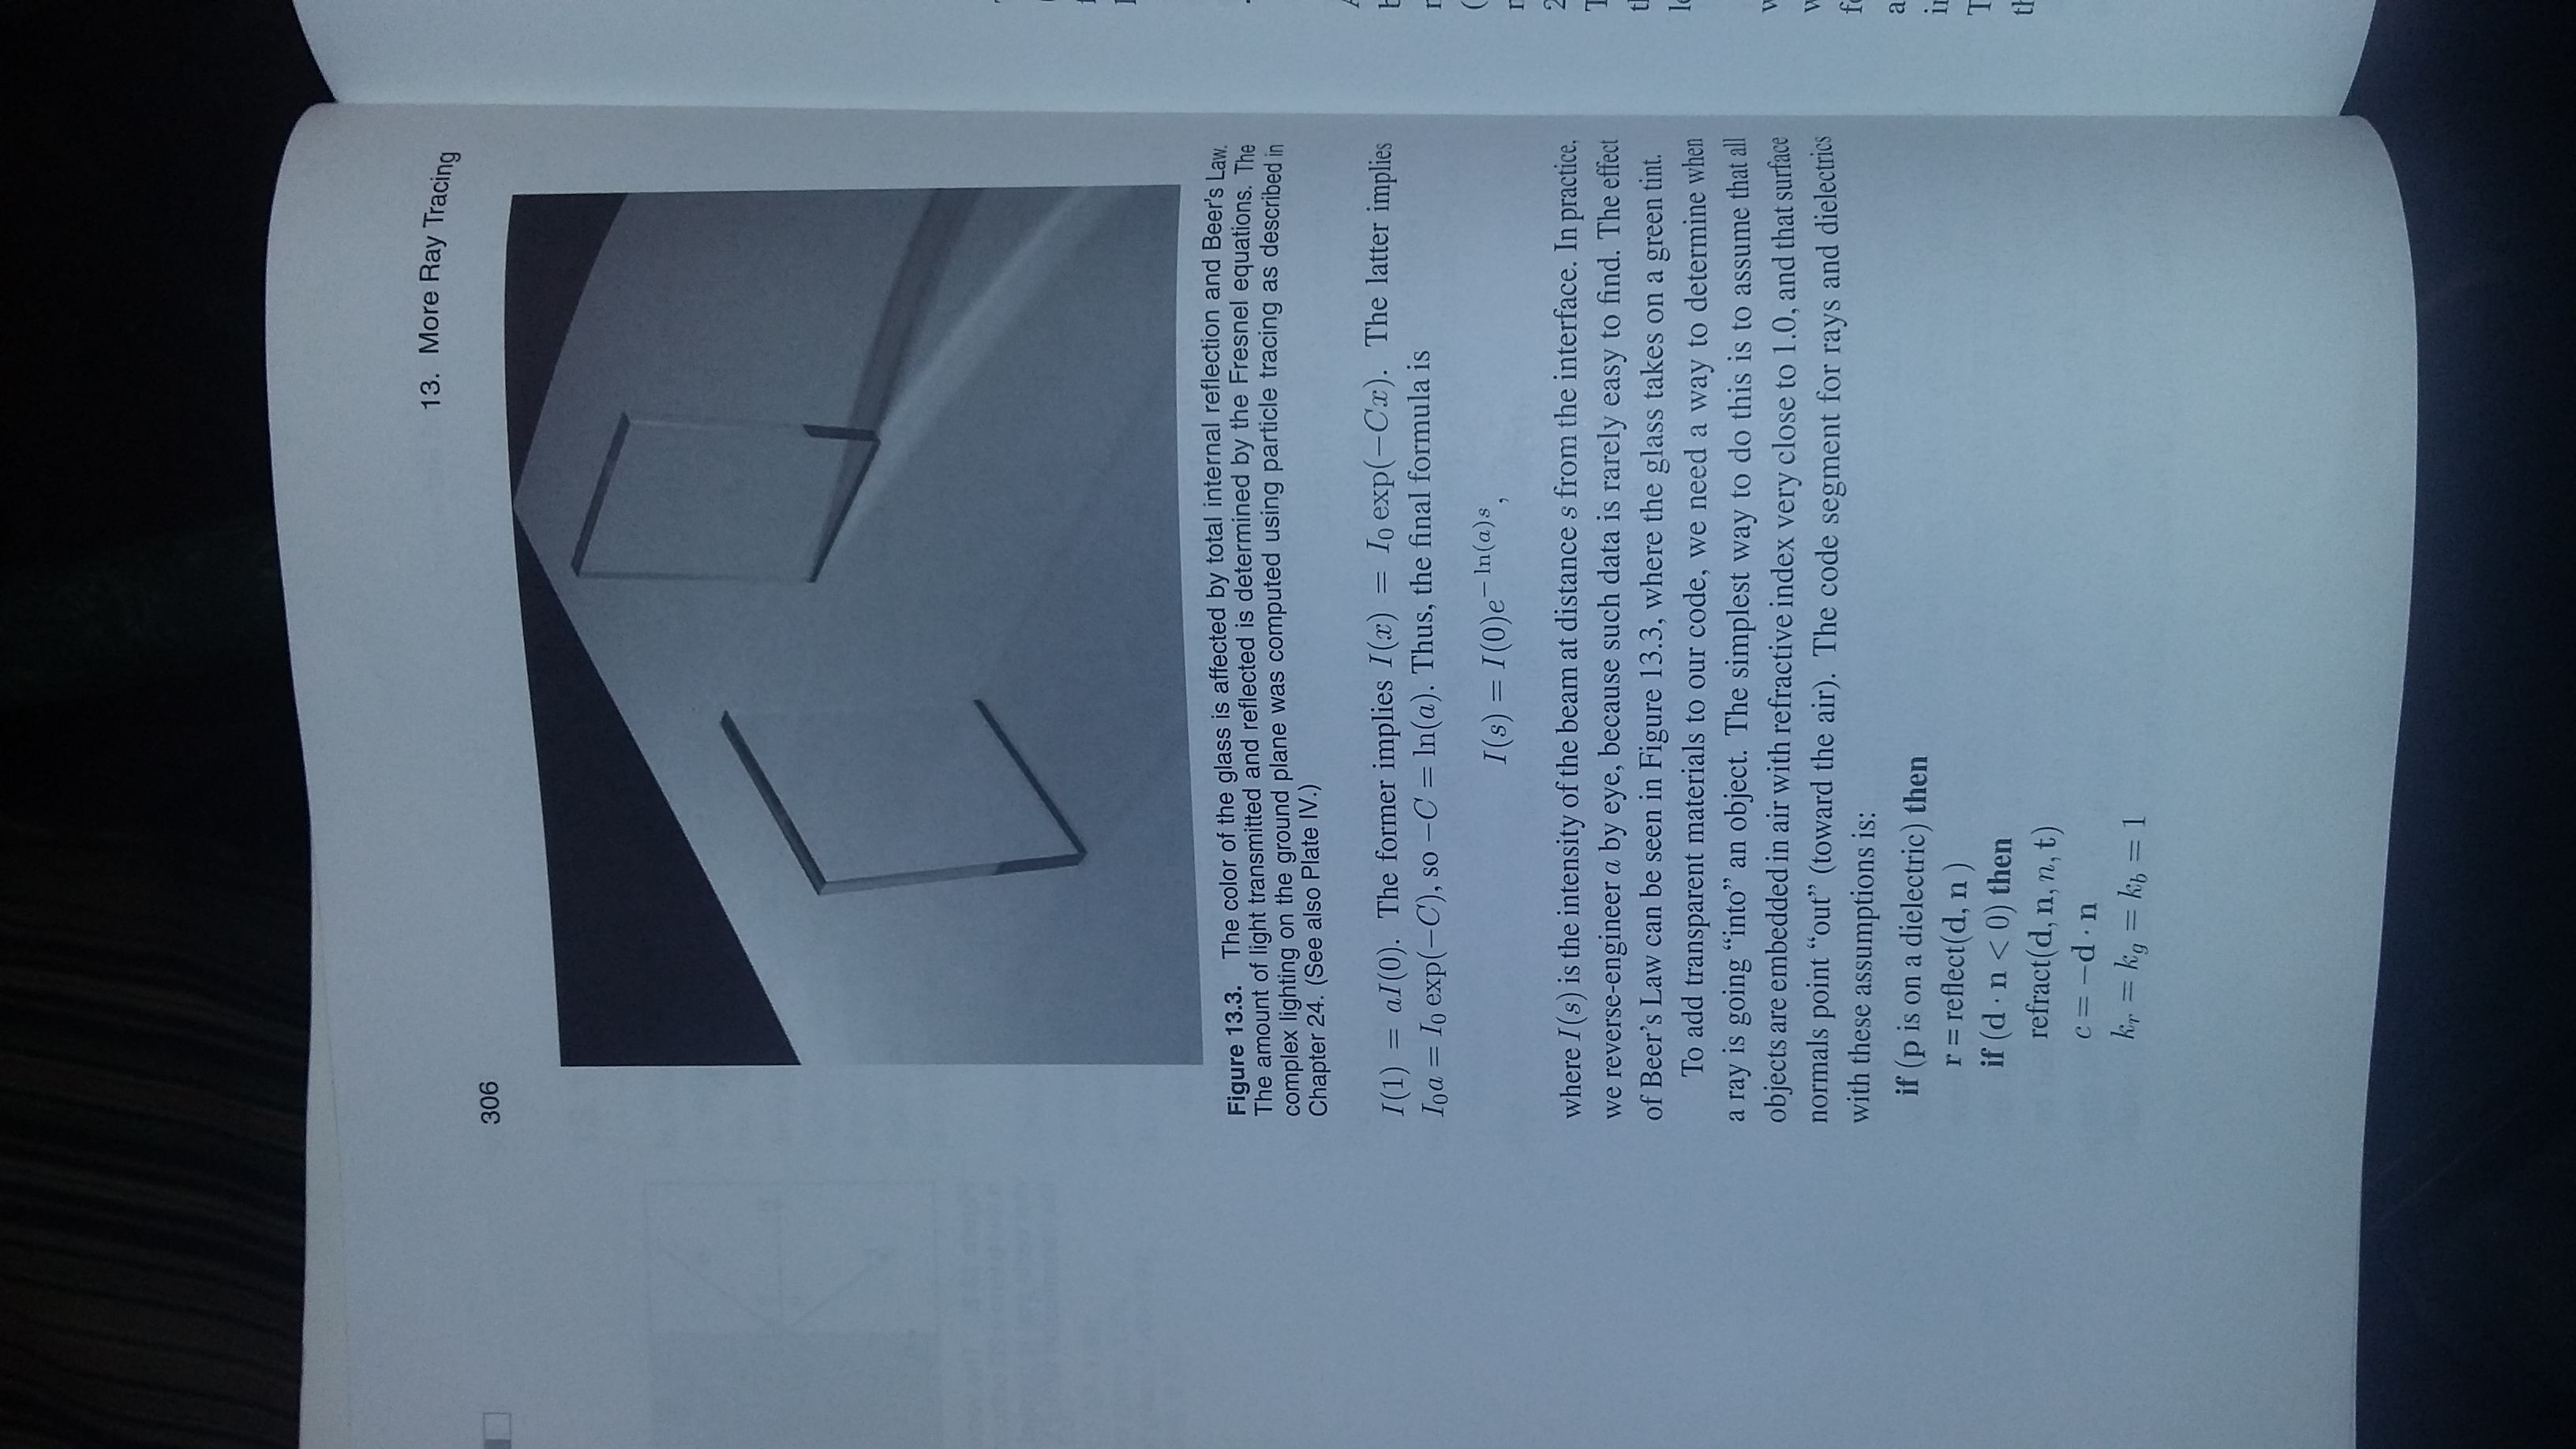 13. More Ray Tracing
306
Figure 13.3. The color of the glass is affected by total internal reflection and Beer's Law.
The amount of light transmitted and reflected is determined by the Fresnel equations. The
complex lighting on the ground plane was computed using particle tracing as described in
Chapter 24. (See also Plate IV.)
I(1) = aI(0). The former implies I(x) = I₀ exp(−Cx). The latter implies
I₀a = I₀ exp(−C), so −C = ln(a). Thus, the final formula is
I(s) = I(0)e^{− ln(a)s},
where I(s) is the intensity of the beam at distance s from the interface. In practice,
we reverse-engineer a by eye, because such data is rarely easy to find. The effect
of Beer's Law can be seen in Figure 13.3, where the glass takes on a green tint.
To add transparent materials to our code, we need a way to determine when
a ray is going “into” an object. The simplest way to do this is to assume that all
objects are embedded in air with refractive index very close to 1.0, and that surface
normals point “out” (toward the air). The code segment for rays and dielectrics
with these assumptions is:
if (p is on a dielectric) then
r = reflect(d, n )
if (d · n < 0) then
refract(d, n, n, t)
c = −d · n
kᵣ = k_g = k_b = 1